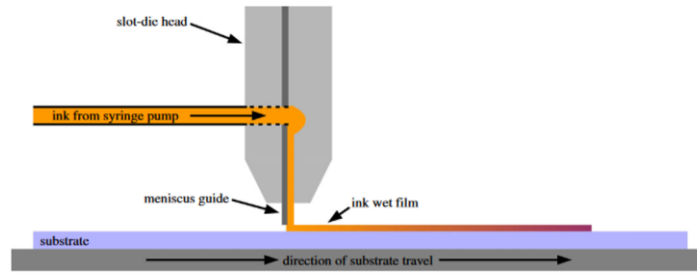 slot-die head
ink from syringe pump
meniscus guide
ink wet film
substrate
direction of substrate travel